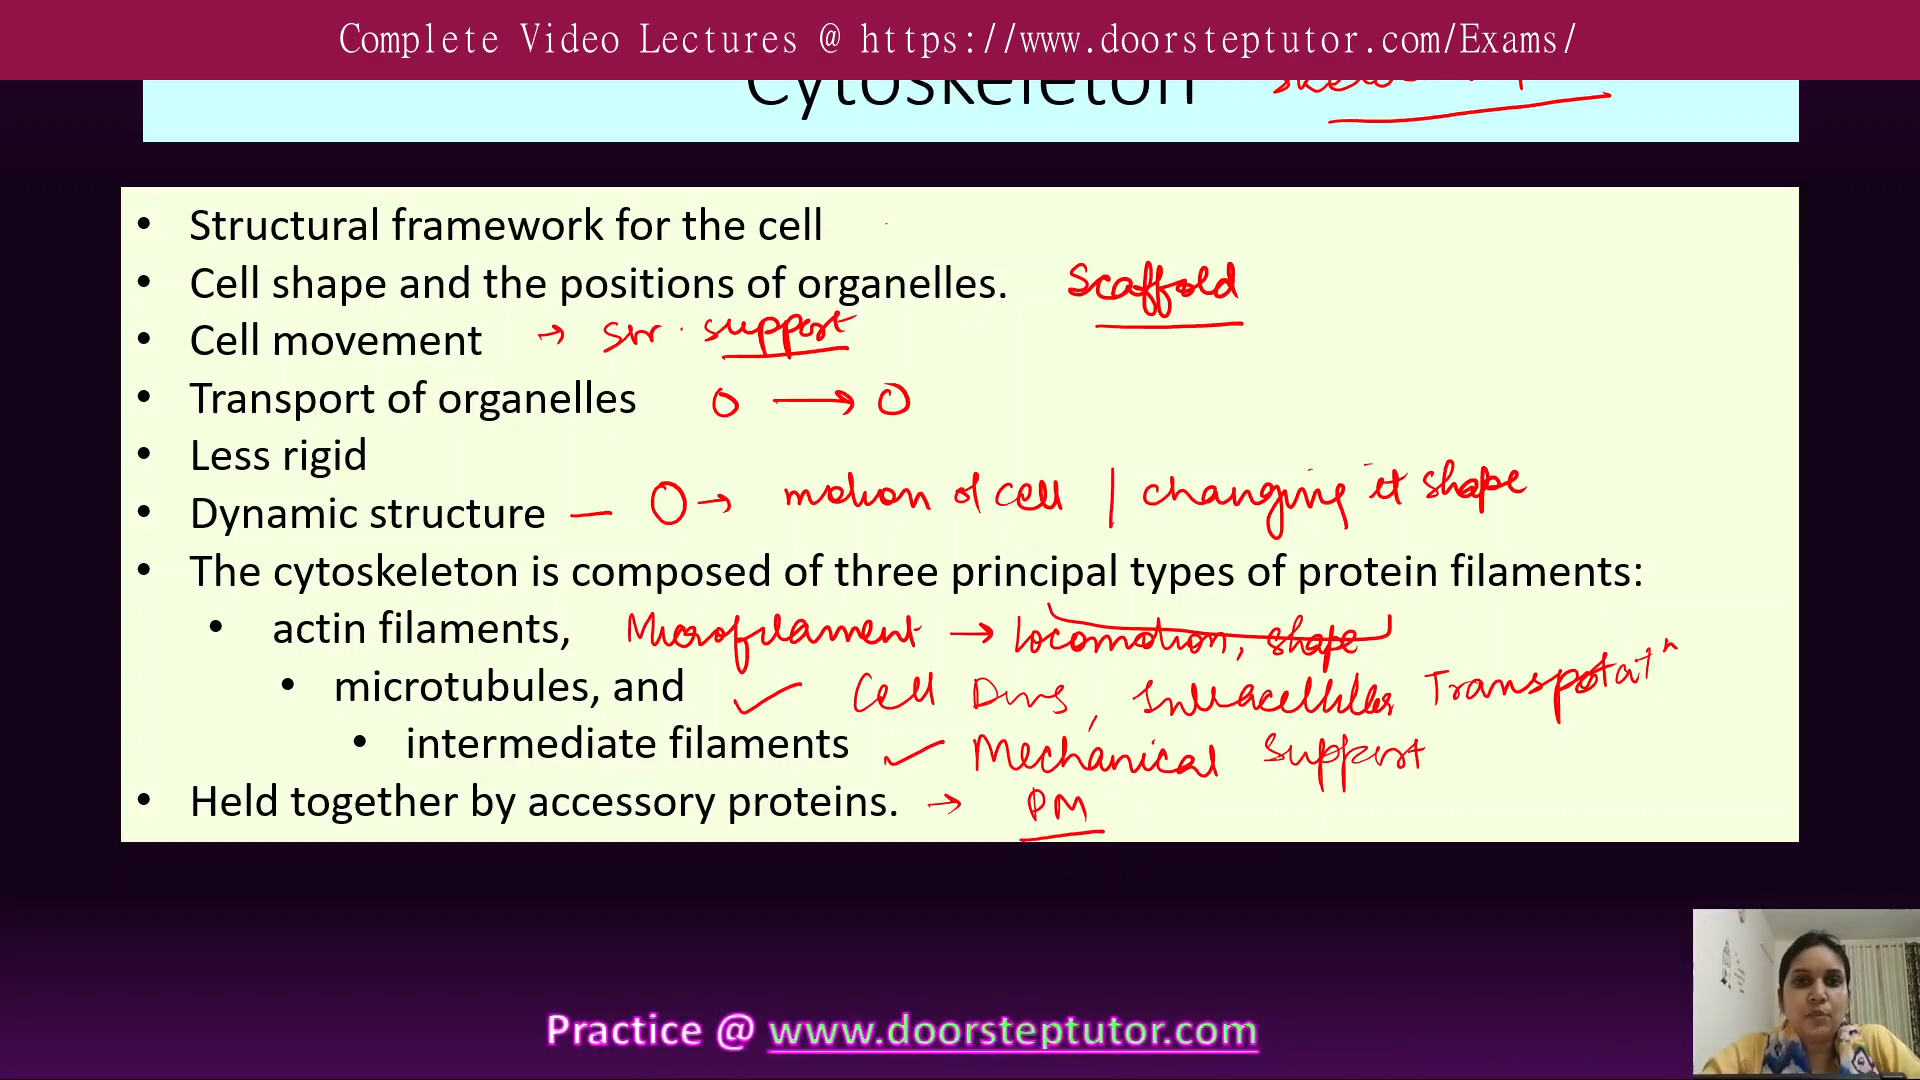 Complete Video Lectures @ https://www.doorsteptutor.com/Exams/
Cytoskeleton
• Structural framework for the cell
• Cell shape and the positions of organelles. Scaffold
• Cell movement → Str. support
• Transport of organelles O → O
• Less rigid
• Dynamic structure — O → motion of cell | changing it shape
• The cytoskeleton is composed of three principal types of protein filaments:
• actin filaments, Microfilament → locomotion, shape
• microtubules, and ✓ Cell Divs, Intracellular Transpotatn
• intermediate filaments ✓ Mechanical Support
• Held together by accessory proteins. → PM
Practice @ www.doorsteptutor.com